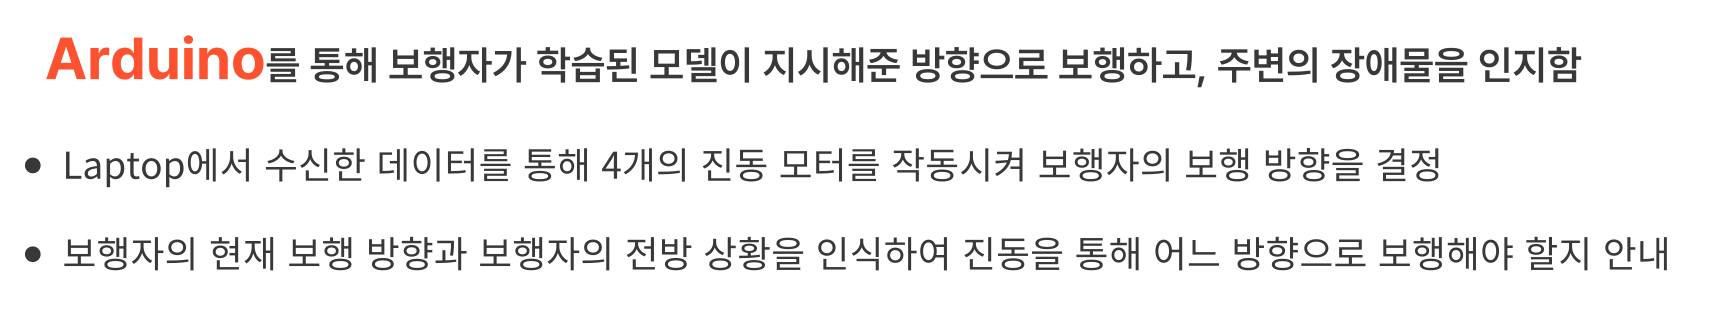 Arduino를 통해 보행자가 학습된 모델이 지시해준 방향으로 보행하고, 주변의 장애물을 인지함
• Laptop에서 수신한 데이터를 통해 4개의 진동 모터를 작동시켜 보행자의 보행 방향을 결정
• 보행자의 현재 보행 방향과 보행자의 전방 상황을 인식하여 진동을 통해 어느 방향으로 보행해야 할지 안내